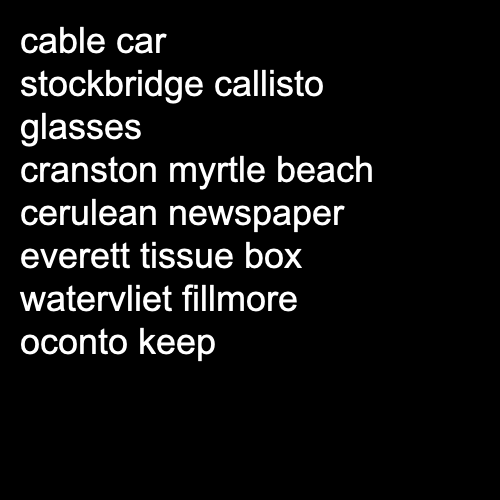 cable car
stockbridge callisto
glasses
cranston myrtle beach
cerulean newspaper
everett tissue box
watervliet fillmore
oconto keep